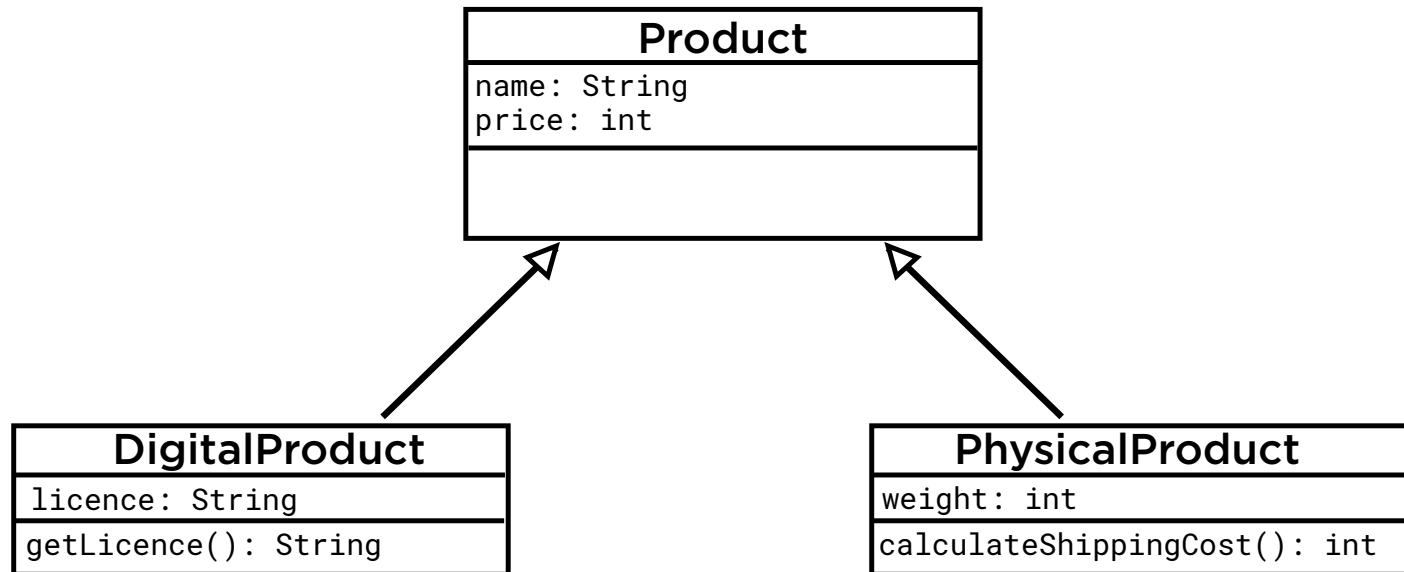 Product
name: String
price: int
DigitalProduct
licence: String
getLicence(): String
PhysicalProduct
weight: int
calculateShippingCost(): int